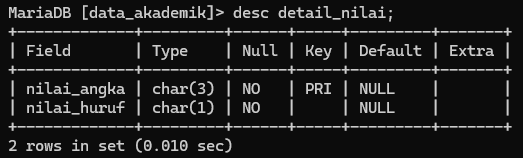 MariaDB [data_akademik]> desc detail_nilai;
+-------------+---------+------+-----+---------+-------+
| Field       | Type    | Null | Key | Default | Extra |
+-------------+---------+------+-----+---------+-------+
| nilai_angka | char(3) | NO   | PRI | NULL    |       |
| nilai_huruf | char(1) | NO   |     | NULL    |       |
+-------------+---------+------+-----+---------+-------+
2 rows in set (0.010 sec)